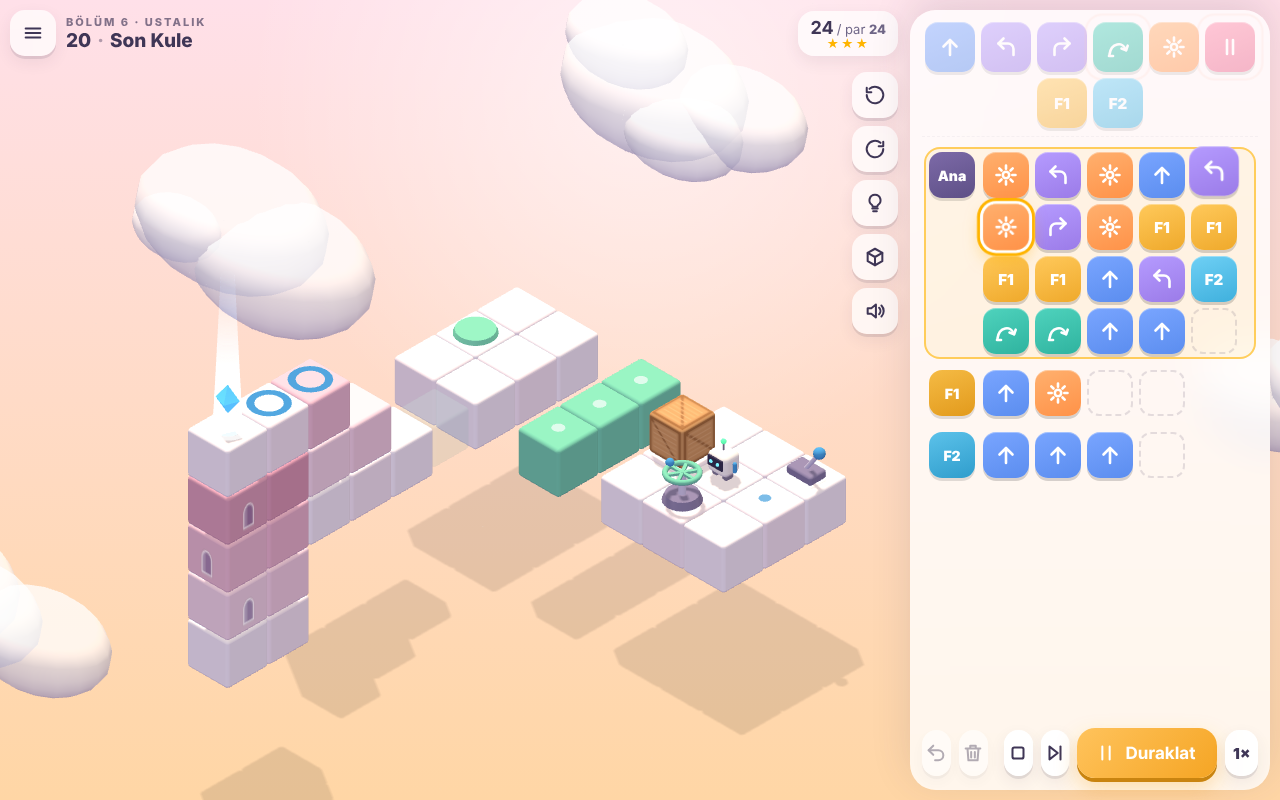 BÖLÜM 6 · USTALIK
20 · Son Kule
24 / par 24
F1 F2
Ana
F1 F1
F1 F1 F2
F1
F2
Duraklat
1×